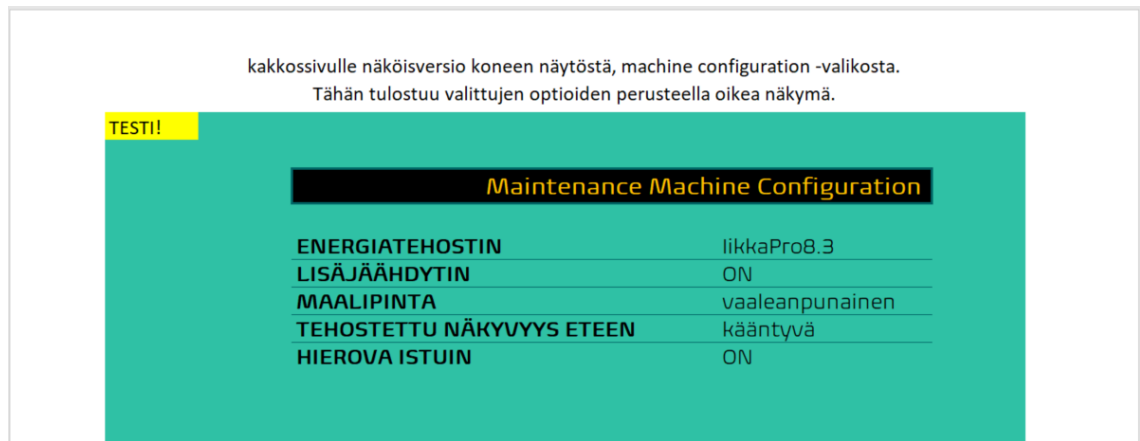 kakkossivulle näköisversio koneen näytöstä, machine configuration -valikosta.
Tähän tulostuu valittujen optioiden perusteella oikea näkymä.
TESTI!
Maintenance Machine Configuration
ENERGIATEHOSTIN IikkaPro8.3
LISÄJÄÄHDYTIN ON
MAALIPINTA vaaleanpunainen
TEHOSTETTU NÄKYVYYS ETEEN kääntyvä
HIEROVA ISTUIN ON